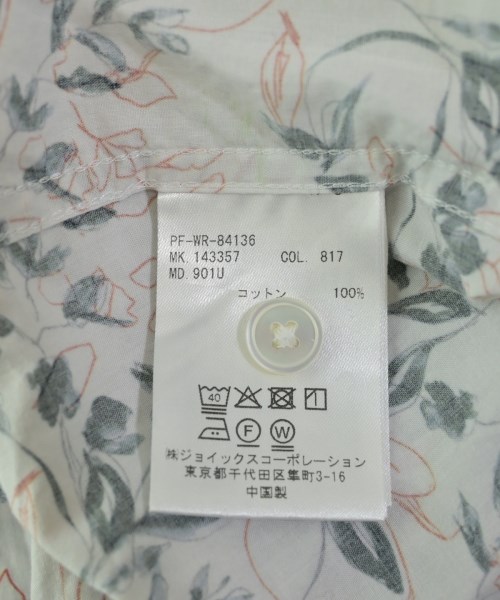 PF-WR-84136
MK. 143357 COL. 817
MD. 901U
コットン 100%
40
F W
㈱ジョイックスコーポレーション
東京都千代田区隼町3-16
中国製